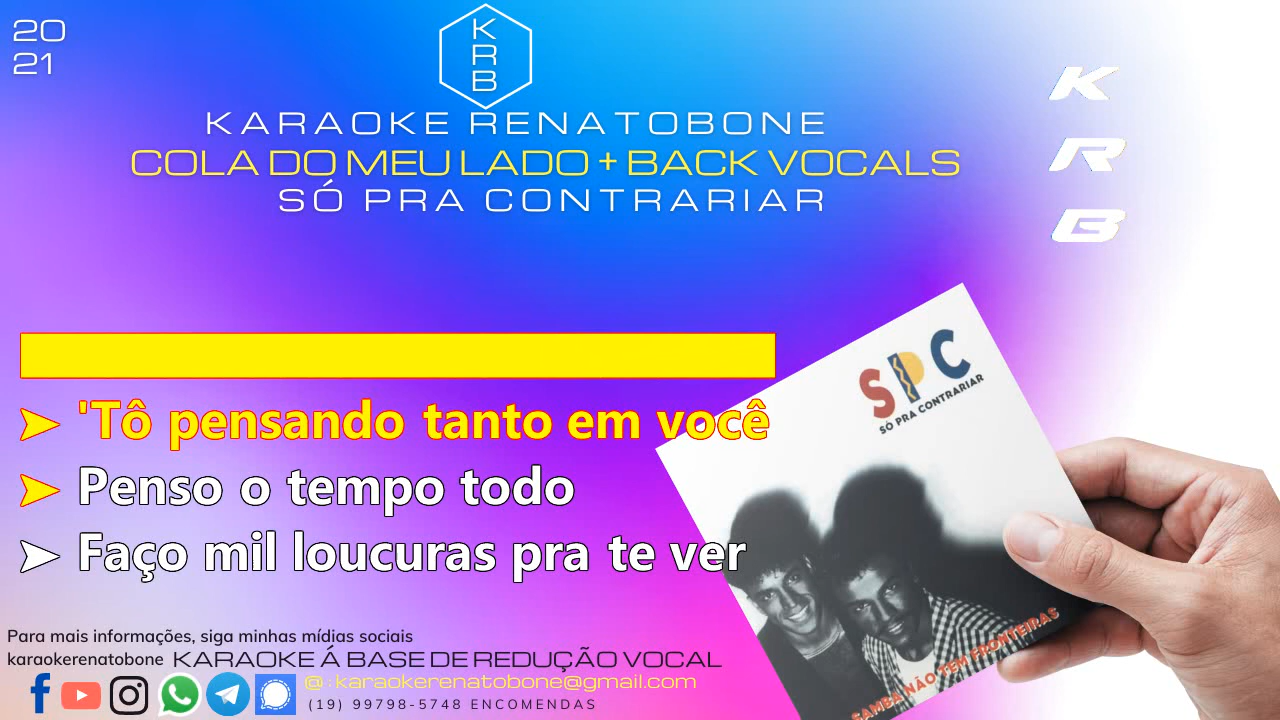 20
21
K
R
B
KARAOKE RENATOBONE
COLA DO MEU LADO + BACK VOCALS
SÓ PRA CONTRARIAR
K
R
B
SPC
SÓ PRA CONTRARIAR
'Tô pensando tanto em você
Penso o tempo todo
Faço mil loucuras pra te ver
SAMBA NÃO TEM FRONTEIRAS
Para mais informações, siga minhas mídias sociais
karaokerenatobone KARAOKE Á BASE DE REDUÇÃO VOCAL
@ : karaokerenatobone@gmail.com
(19) 99798-5748 ENCOMENDAS